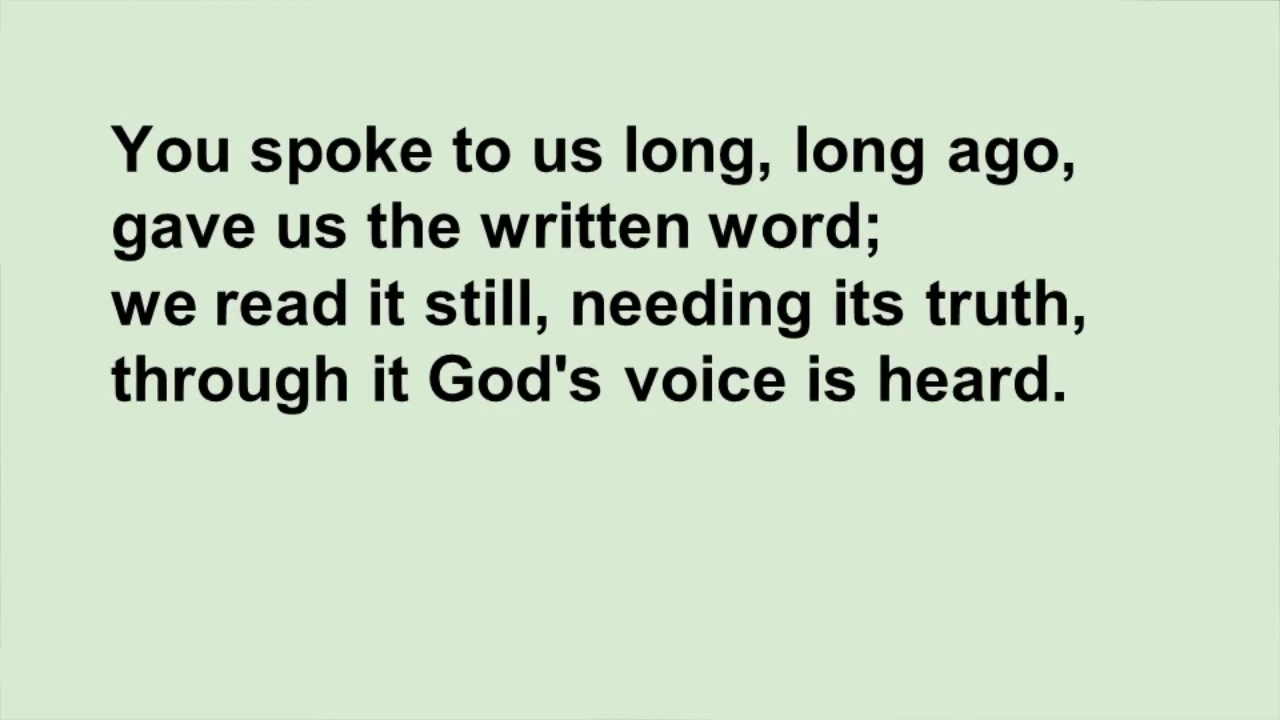 You spoke to us long, long ago,
gave us the written word;
we read it still, needing its truth,
through it God's voice is heard.